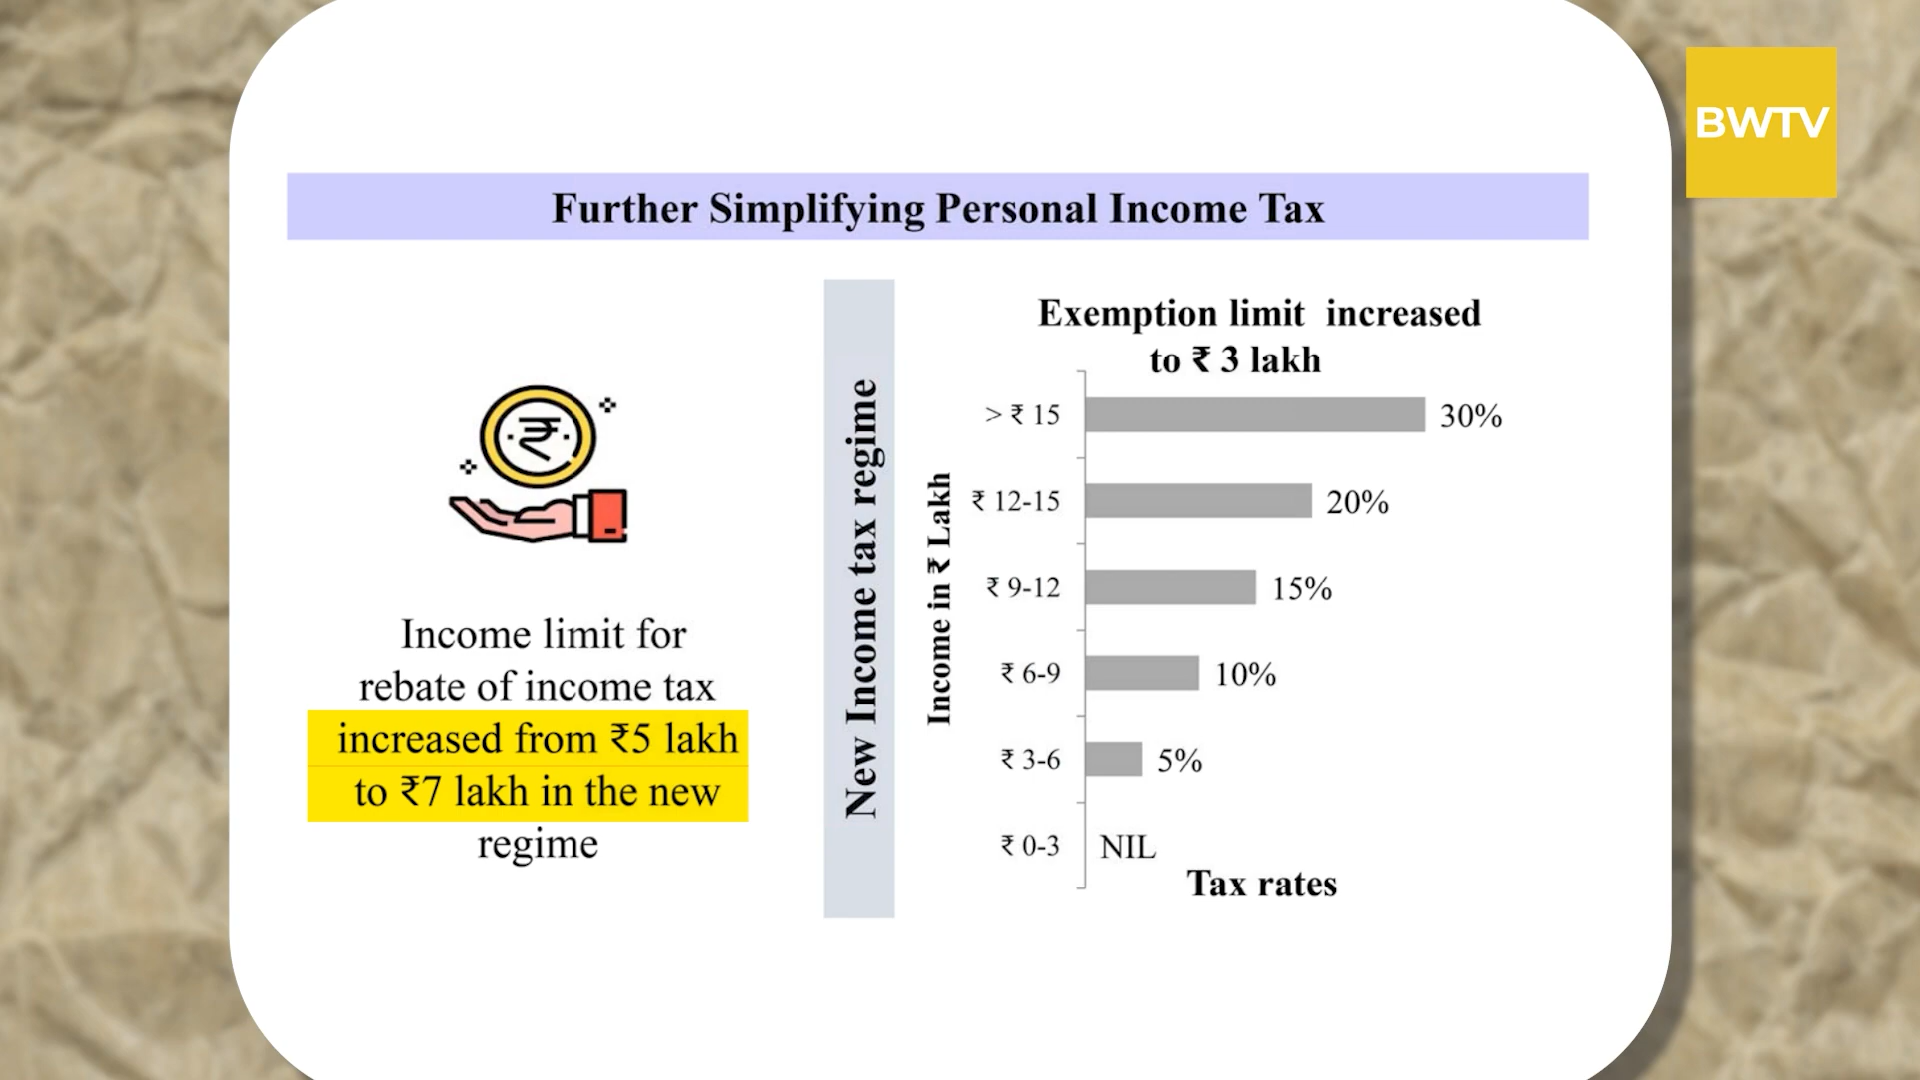 BWTV
Further Simplifying Personal Income Tax
₹
Income limit for
rebate of income tax
increased from ₹5 lakh
to ₹7 lakh in the new
regime
New Income tax regime
Exemption limit increased
to ₹ 3 lakh
Income in ₹ Lakh
> ₹ 15 30%
₹ 12-15 20%
₹ 9-12 15%
₹ 6-9 10%
₹ 3-6 5%
₹ 0-3 NIL
Tax rates